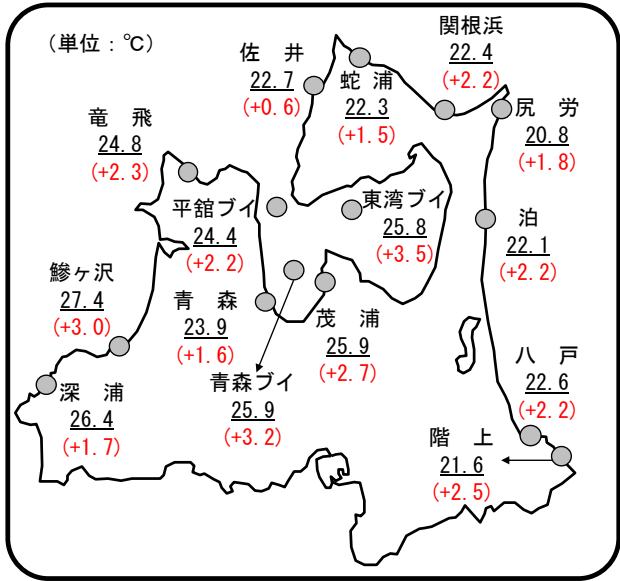 (単位：℃)
関根浜
22.4
(+2.2)
佐　井
22.7
(+0.6)
蛇　浦
22.3
(+1.5)
尻　労
20.8
(+1.8)
竜　飛
24.8
(+2.3)
平舘ブイ
24.4
(+2.2)
東湾ブイ
25.8
(+3.5)
泊
22.1
(+2.2)
鰺ヶ沢
27.4
(+3.0)
青　森
23.9
(+1.6)
茂　浦
25.9
(+2.7)
八　戸
22.6
(+2.2)
深　浦
26.4
(+1.7)
青森ブイ
25.9
(+3.2)
階　上
21.6
(+2.5)